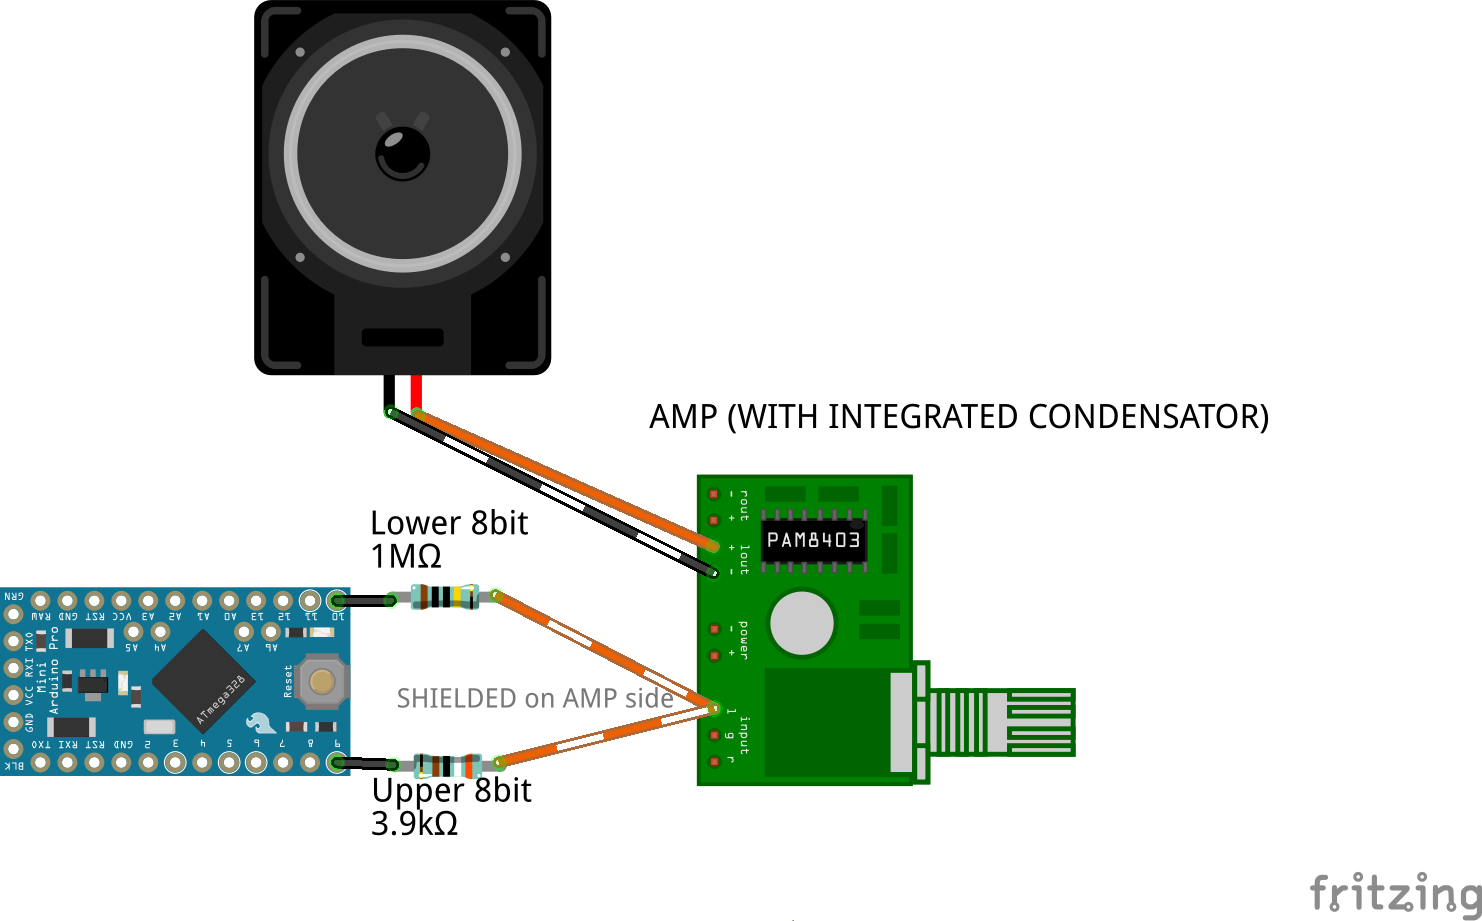 AMP (WITH INTEGRATED CONDENSATOR)
- rout
+
+ lout
-
PAM8403
Lower 8bit
1MΩ
GRN
RAW GND RST VCC A3 A2 A1 A0 13 12 11 10
A5 A4 A7 A6
TXO RXI VCC GND
Arduino Pro
Mini
ATmega328
Reset
TXO RXI RST GND 2 3 4 5 6 7 8 9
BLK
- power
+
SHIELDED on AMP side
l input
g
r
Upper 8bit
3.9kΩ
fritzing